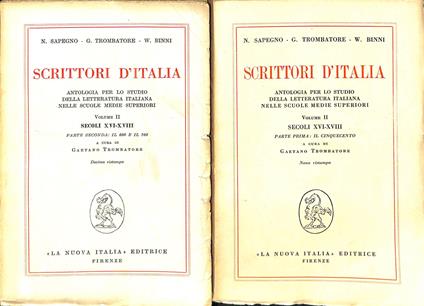 N. SAPEGNO - G. TROMBATORE - W. BINNI
SCRITTORI D'ITALIA
ANTOLOGIA PER LO STUDIO
DELLA LETTERATURA ITALIANA
NELLE SCUOLE MEDIE SUPERIORI
VOLUME II
SECOLI XVI-XVIII
PARTE SECONDA: IL 600 E IL 700
A CURA DI
GAETANO TROMBATORE
Decima ristampa
«LA NUOVA ITALIA» EDITRICE
FIRENZE
N. SAPEGNO - G. TROMBATORE - W. BINNI
SCRITTORI D'ITALIA
ANTOLOGIA PER LO STUDIO
DELLA LETTERATURA ITALIANA
NELLE SCUOLE MEDIE SUPERIORI
VOLUME II
SECOLI XVI-XVIII
PARTE PRIMA: IL CINQUECENTO
A CURA DI
GAETANO TROMBATORE
Nona ristampa
«LA NUOVA ITALIA» EDITRICE
FIRENZE